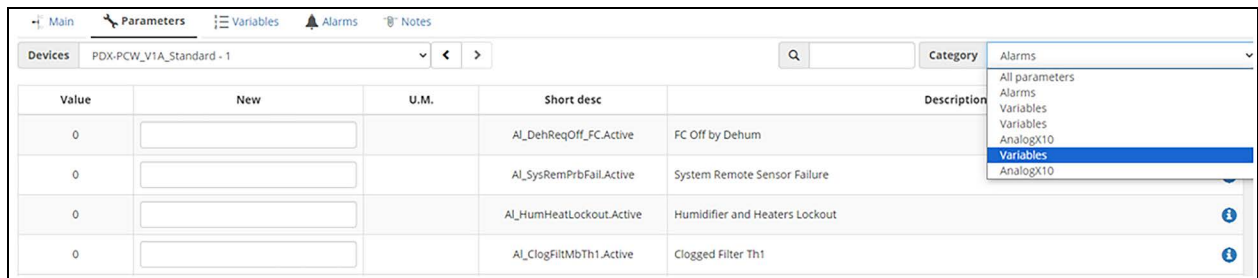 Main Parameters Variables Alarms Notes
Devices PDX-PCW_V1A_Standard - 1 Category Alarms
All parameters
Alarms
Variables
Variables
AnalogX10
Variables
AnalogX10
Value New U.M. Short desc Description
0 Al_DehReqOff_FC.Active FC Off by Dehum
0 Al_SysRemPrbFail.Active System Remote Sensor Failure
0 Al_HumHeatLockout.Active Humidifier and Heaters Lockout
0 Al_ClogFiltMbTh1.Active Clogged Filter Th1